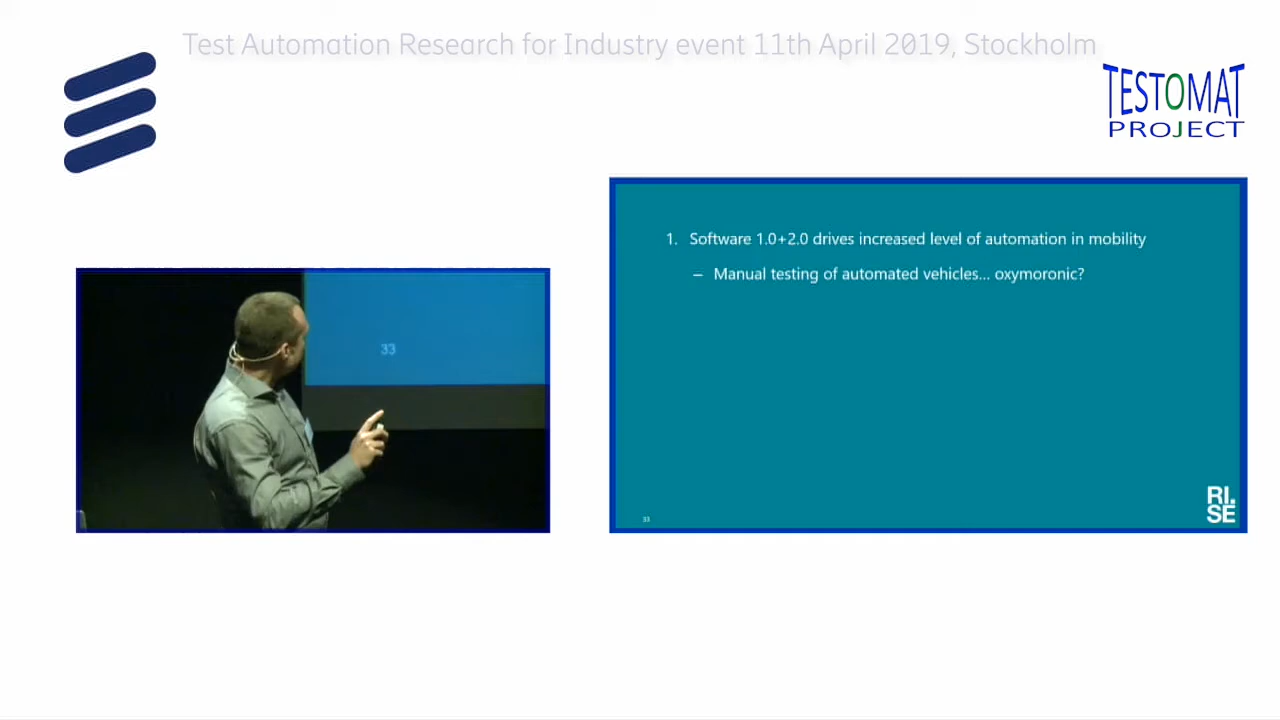 Test Automation Research for Industry event 11th April 2019, Stockholm
TESTOMAT
PROJECT
1. Software 1.0+2.0 drives increased level of automation in mobility
– Manual testing of automated vehicles... oxymoronic?
33
33
RI.
SE